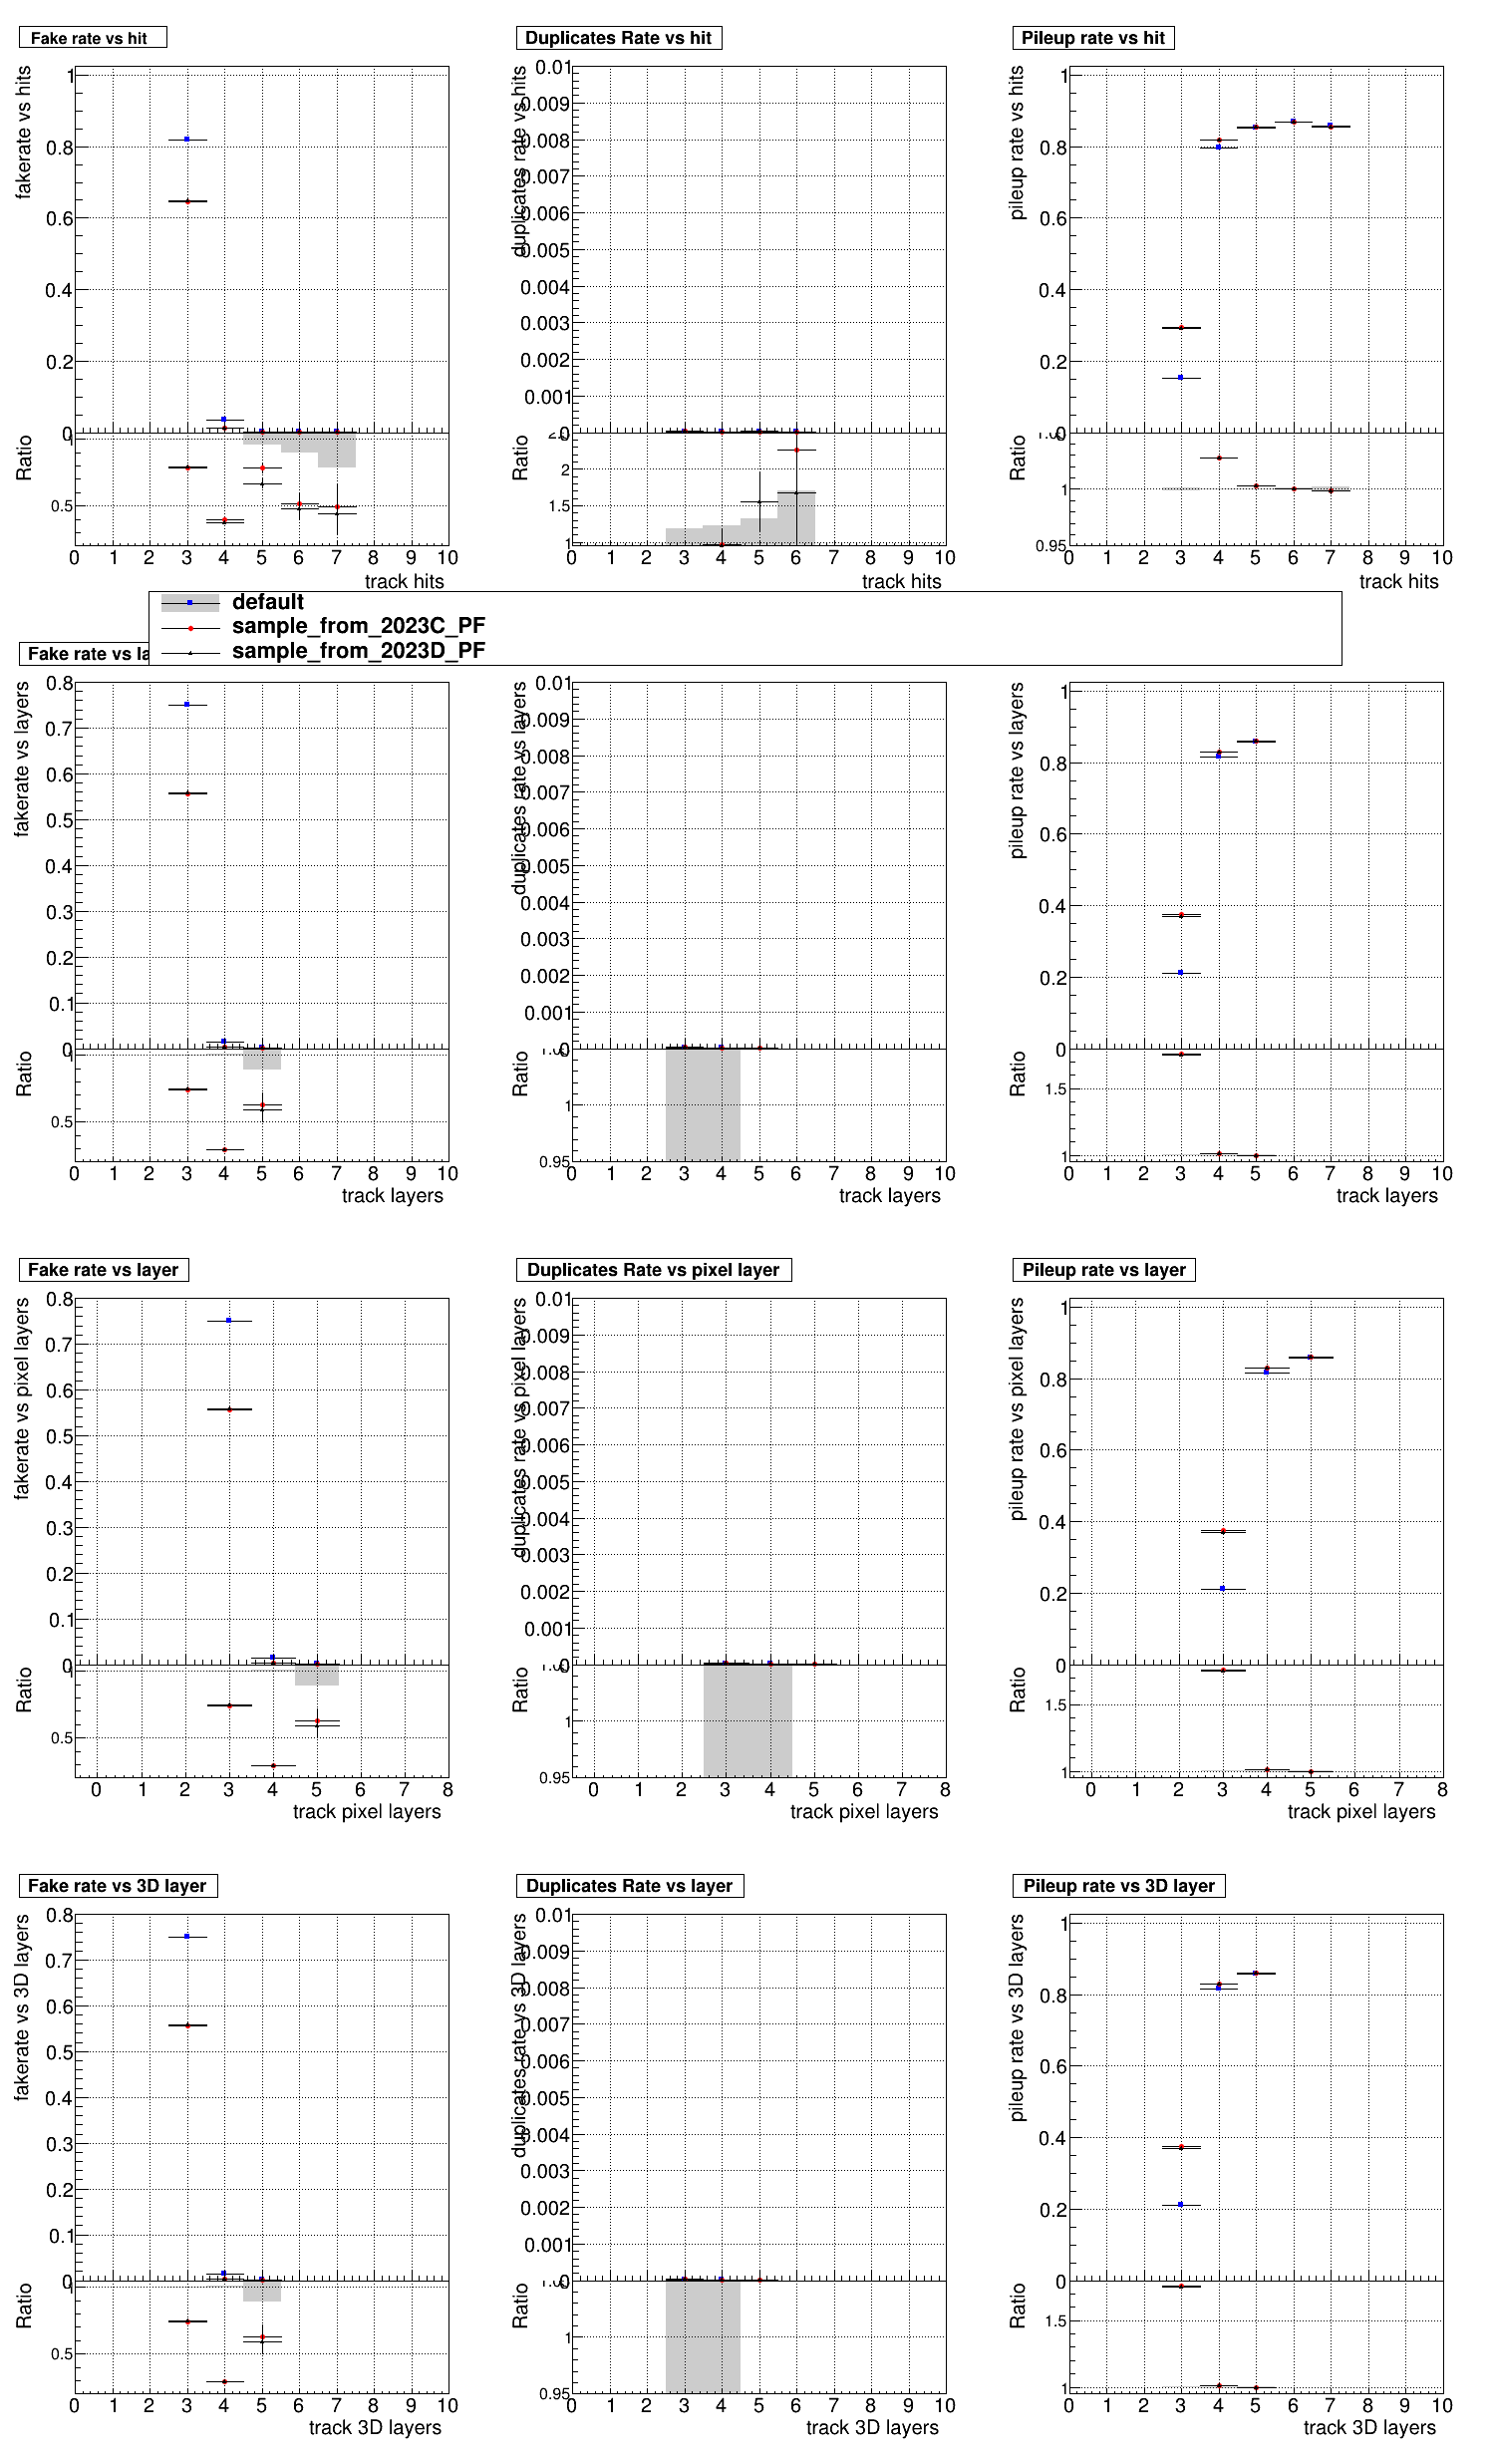 Fake rate vs hit
Duplicates Rate vs hit
Pileup rate vs hit
fakerate vs hits
1
0.8
0.6
0.4
0.2
0
Ratio
1
0.5
0 1 2 3 4 5 6 7 8 9 10
track hits
duplicates rate vs hits
0.01
0.009
0.008
0.007
0.006
0.005
0.004
0.003
0.002
0.001
0
Ratio
2
1.5
1
0 1 2 3 4 5 6 7 8 9 10
track hits
pileup rate vs hits
1
0.8
0.6
0.4
0.2
0
Ratio
1
0.95
0 1 2 3 4 5 6 7 8 9 10
track hits
default
sample_from_2023C_PF
sample_from_2023D_PF
Fake rate vs la
fakerate vs layers
0.8
0.7
0.6
0.5
0.4
0.3
0.2
0.1
0
Ratio
1
0.5
0 1 2 3 4 5 6 7 8 9 10
track layers
duplicates rate vs layers
0.01
0.009
0.008
0.007
0.006
0.005
0.004
0.003
0.002
0.001
0
Ratio
1
0.95
0 1 2 3 4 5 6 7 8 9 10
track layers
pileup rate vs layers
1
0.8
0.6
0.4
0.2
0
Ratio
1.5
1
0 1 2 3 4 5 6 7 8 9 10
track layers
Fake rate vs layer
Duplicates Rate vs pixel layer
Pileup rate vs layer
fakerate vs pixel layers
0.8
0.7
0.6
0.5
0.4
0.3
0.2
0.1
0
Ratio
1
0.5
0 1 2 3 4 5 6 7 8
track pixel layers
duplicates rate vs pixel layers
0.01
0.009
0.008
0.007
0.006
0.005
0.004
0.003
0.002
0.001
0
Ratio
1
0.95
0 1 2 3 4 5 6 7 8
track pixel layers
pileup rate vs pixel layers
1
0.8
0.6
0.4
0.2
0
Ratio
1.5
1
0 1 2 3 4 5 6 7 8
track pixel layers
Fake rate vs 3D layer
Duplicates Rate vs layer
Pileup rate vs 3D layer
fakerate vs 3D layers
0.8
0.7
0.6
0.5
0.4
0.3
0.2
0.1
0
Ratio
1
0.5
0 1 2 3 4 5 6 7 8 9 10
track 3D layers
duplicates rate vs 3D layers
0.01
0.009
0.008
0.007
0.006
0.005
0.004
0.003
0.002
0.001
0
Ratio
1
0.95
0 1 2 3 4 5 6 7 8 9 10
track 3D layers
pileup rate vs 3D layers
1
0.8
0.6
0.4
0.2
0
Ratio
1.5
1
0 1 2 3 4 5 6 7 8 9 10
track 3D layers